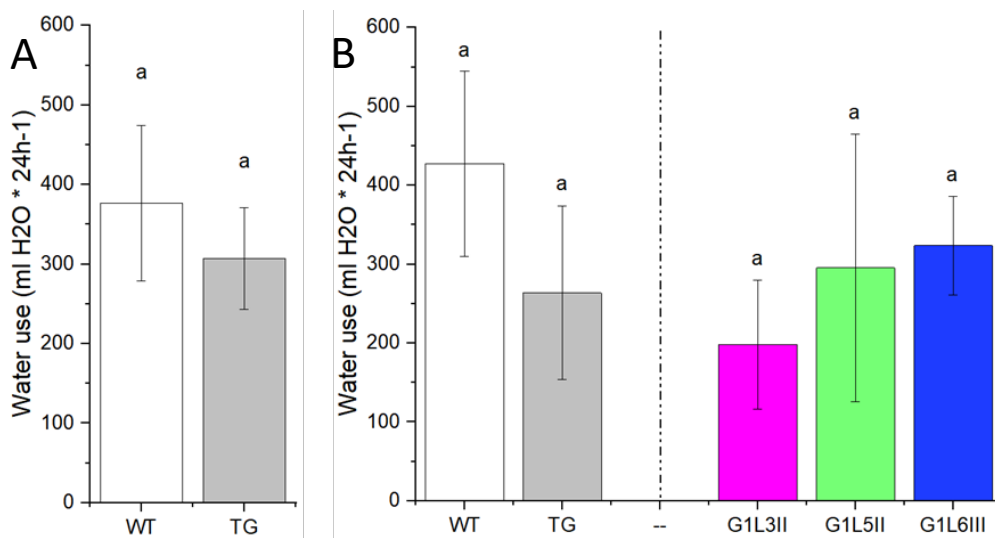 A
Water use (ml H2O * 24h-1)
600
500
400
300
200
100
0
a
a
WT
TG
B
Water use (ml H2O * 24h-1)
600
500
400
300
200
100
0
a
a
a
a
a
WT
TG
--
G1L3II
G1L5II
G1L6III